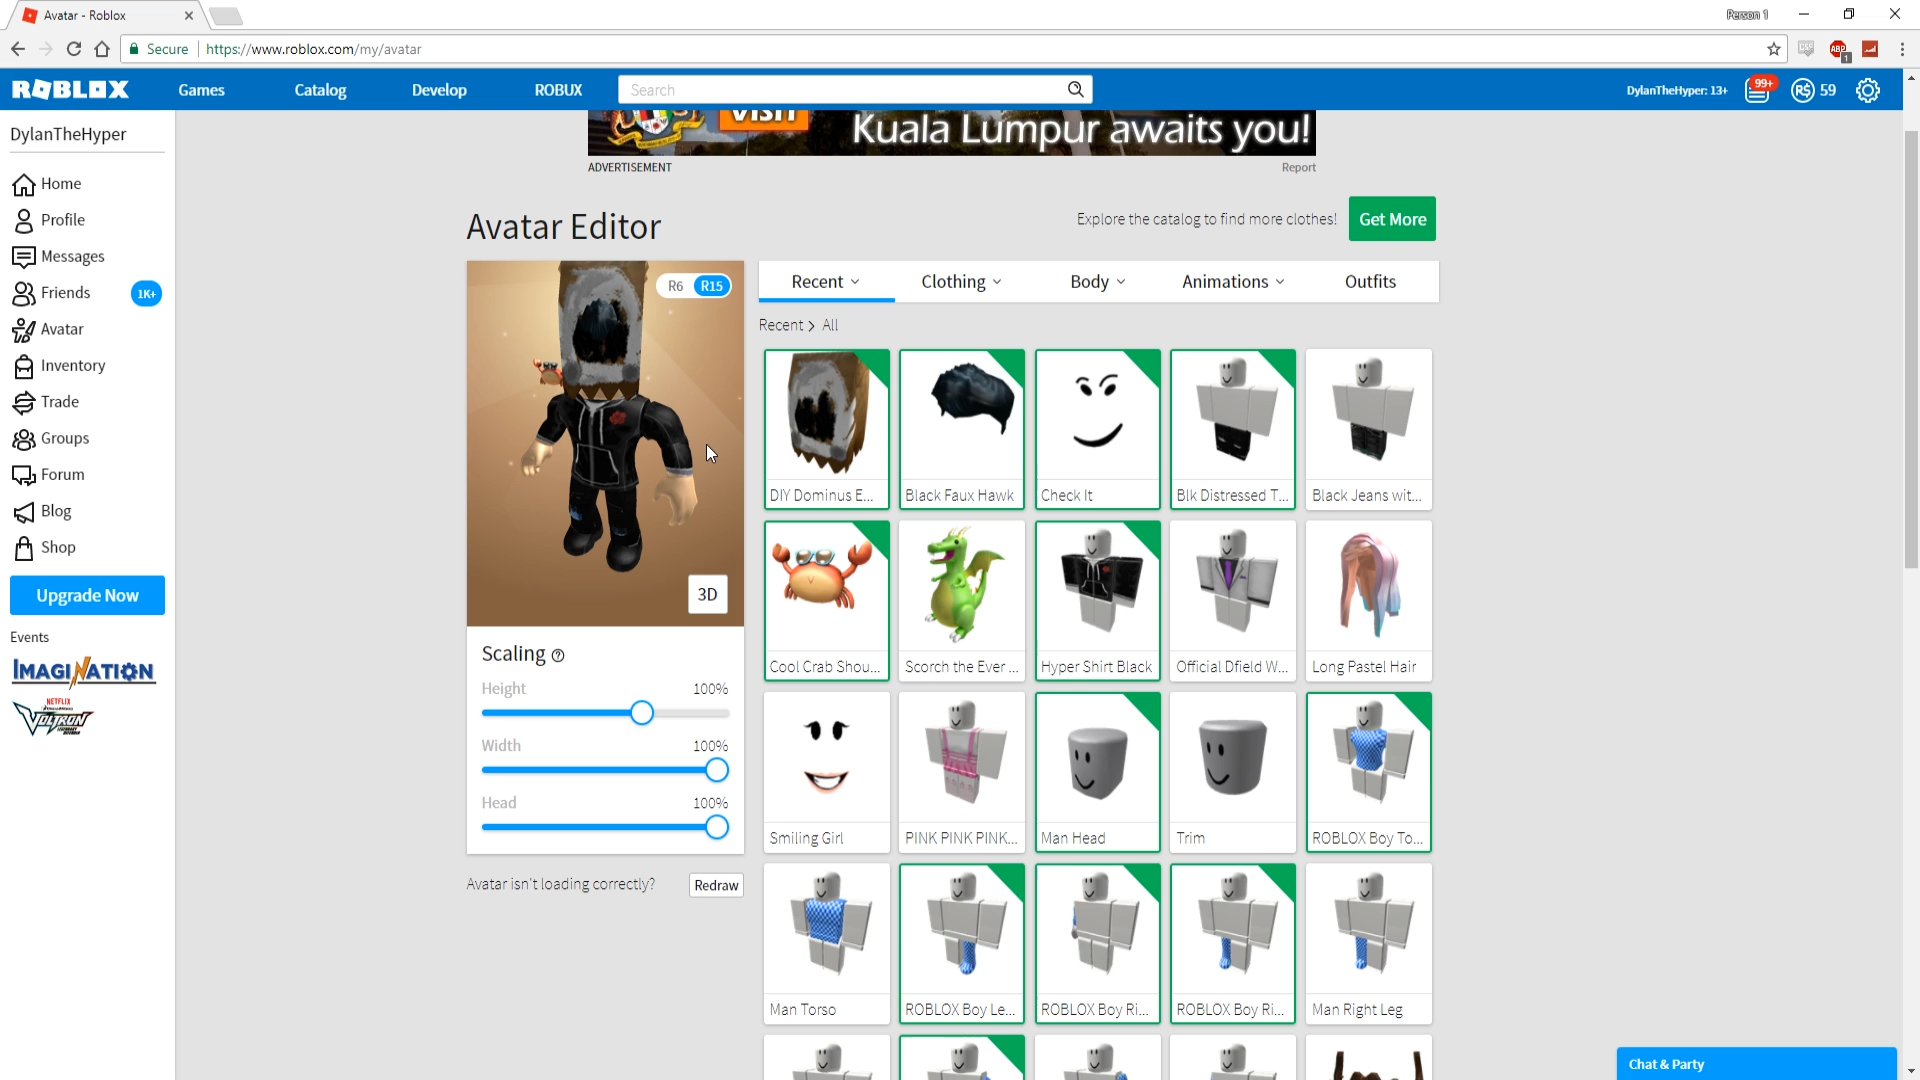 Avatar - Roblox
Person 1
Secure
https://www.roblox.com/my/avatar
ABP
1
ROBLOX
Games
Catalog
Develop
ROBUX
Search
DylanTheHyper: 13+
99+
R$ 59
VISIT
Kuala Lumpur awaits you!
ADVERTISEMENT
Report
DylanTheHyper
Home
Profile
Messages
Friends
1K+
Avatar
Inventory
Trade
Groups
Forum
Blog
Shop
Upgrade Now
Events
IMAGINATION
NETFLIX
VOLTRON
Avatar Editor
Explore the catalog to find more clothes!
Get More
R6
R15
3D
Scaling
Height
100%
Width
100%
Head
100%
Avatar isn't loading correctly?
Redraw
Recent
Clothing
Body
Animations
Outfits
Recent > All
DIY Dominus E...
Black Faux Hawk
Check It
Blk Distressed T...
Black Jeans wit...
Cool Crab Shou...
Scorch the Ever ...
Hyper Shirt Black
Official Dfield W...
Long Pastel Hair
Smiling Girl
PINK PINK PINK...
Man Head
Trim
ROBLOX Boy To...
Man Torso
ROBLOX Boy Le...
ROBLOX Boy Ri...
ROBLOX Boy Ri...
Man Right Leg
Chat & Party